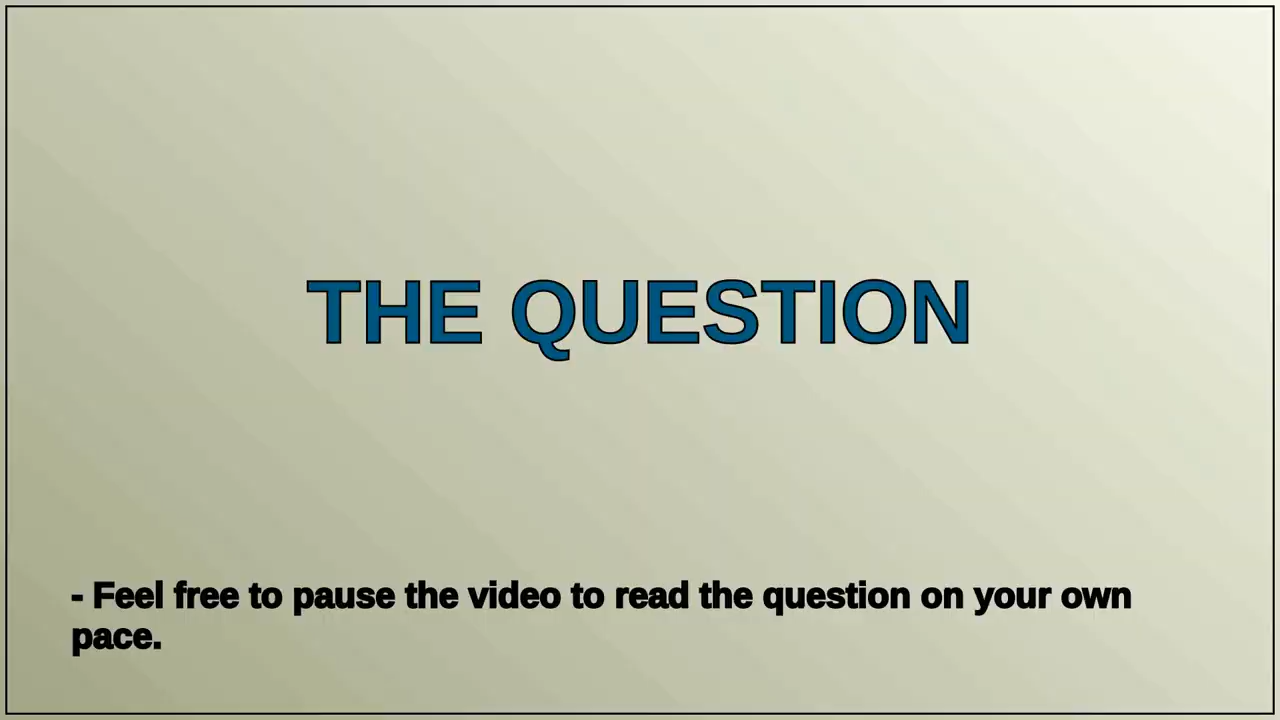 THE QUESTION
- Feel free to pause the video to read the question on your own
pace.